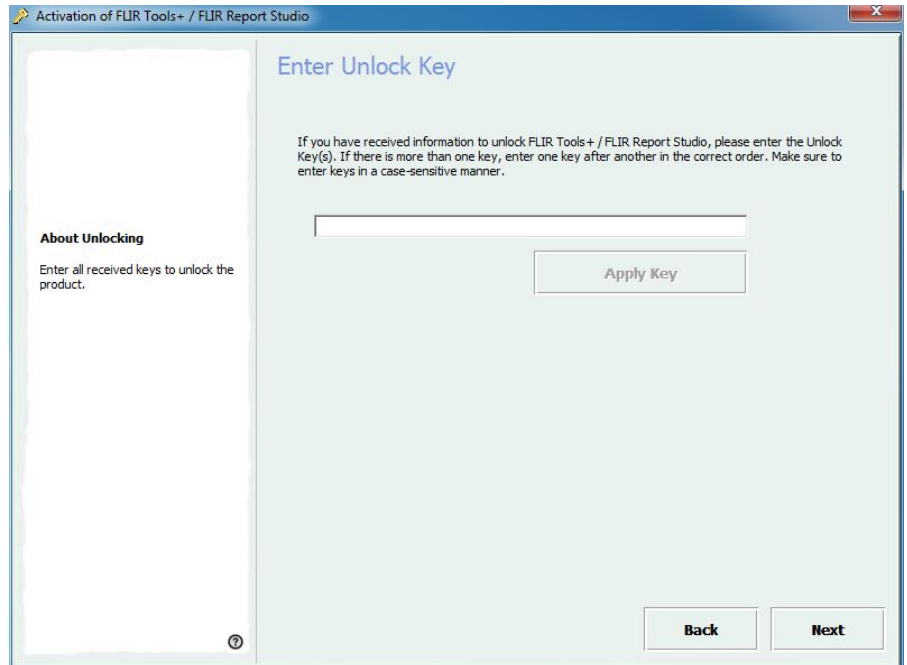 Activation of FLIR Tools+ / FLIR Report Studio
X
Enter Unlock Key
If you have received information to unlock FLIR Tools+ / FLIR Report Studio, please enter the Unlock
Key(s). If there is more than one key, enter one key after another in the correct order. Make sure to
enter keys in a case-sensitive manner.
About Unlocking
Enter all received keys to unlock the
product.
Apply Key
?
Back
Next